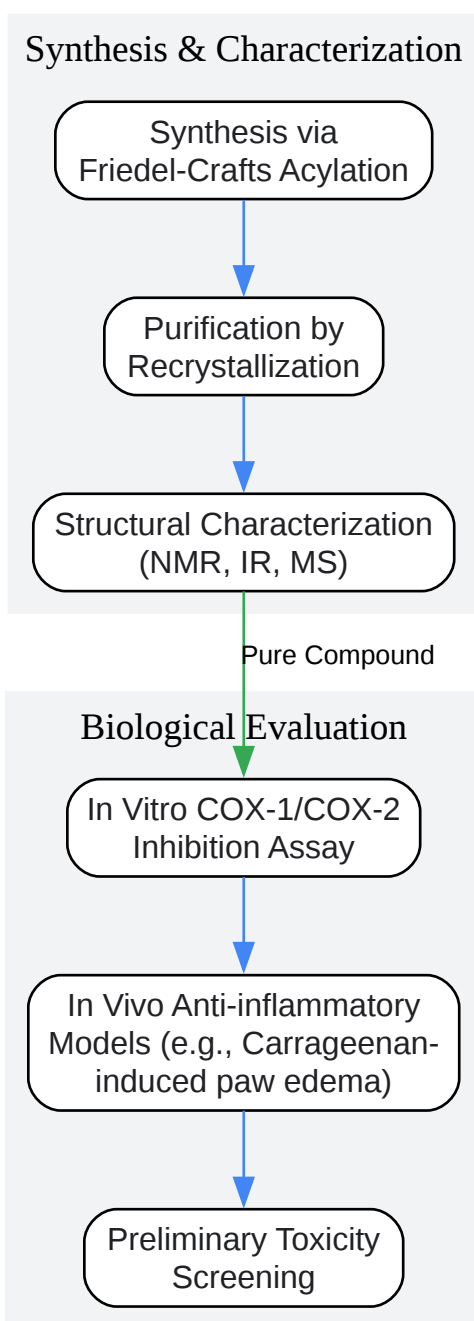 Synthesis & Characterization
Synthesis via
Friedel-Crafts Acylation
Purification by
Recrystallization
Structural Characterization
(NMR, IR, MS)
Pure Compound
Biological Evaluation
In Vitro COX-1/COX-2
Inhibition Assay
In Vivo Anti-inflammatory
Models (e.g., Carrageenan-
induced paw edema)
Preliminary Toxicity
Screening